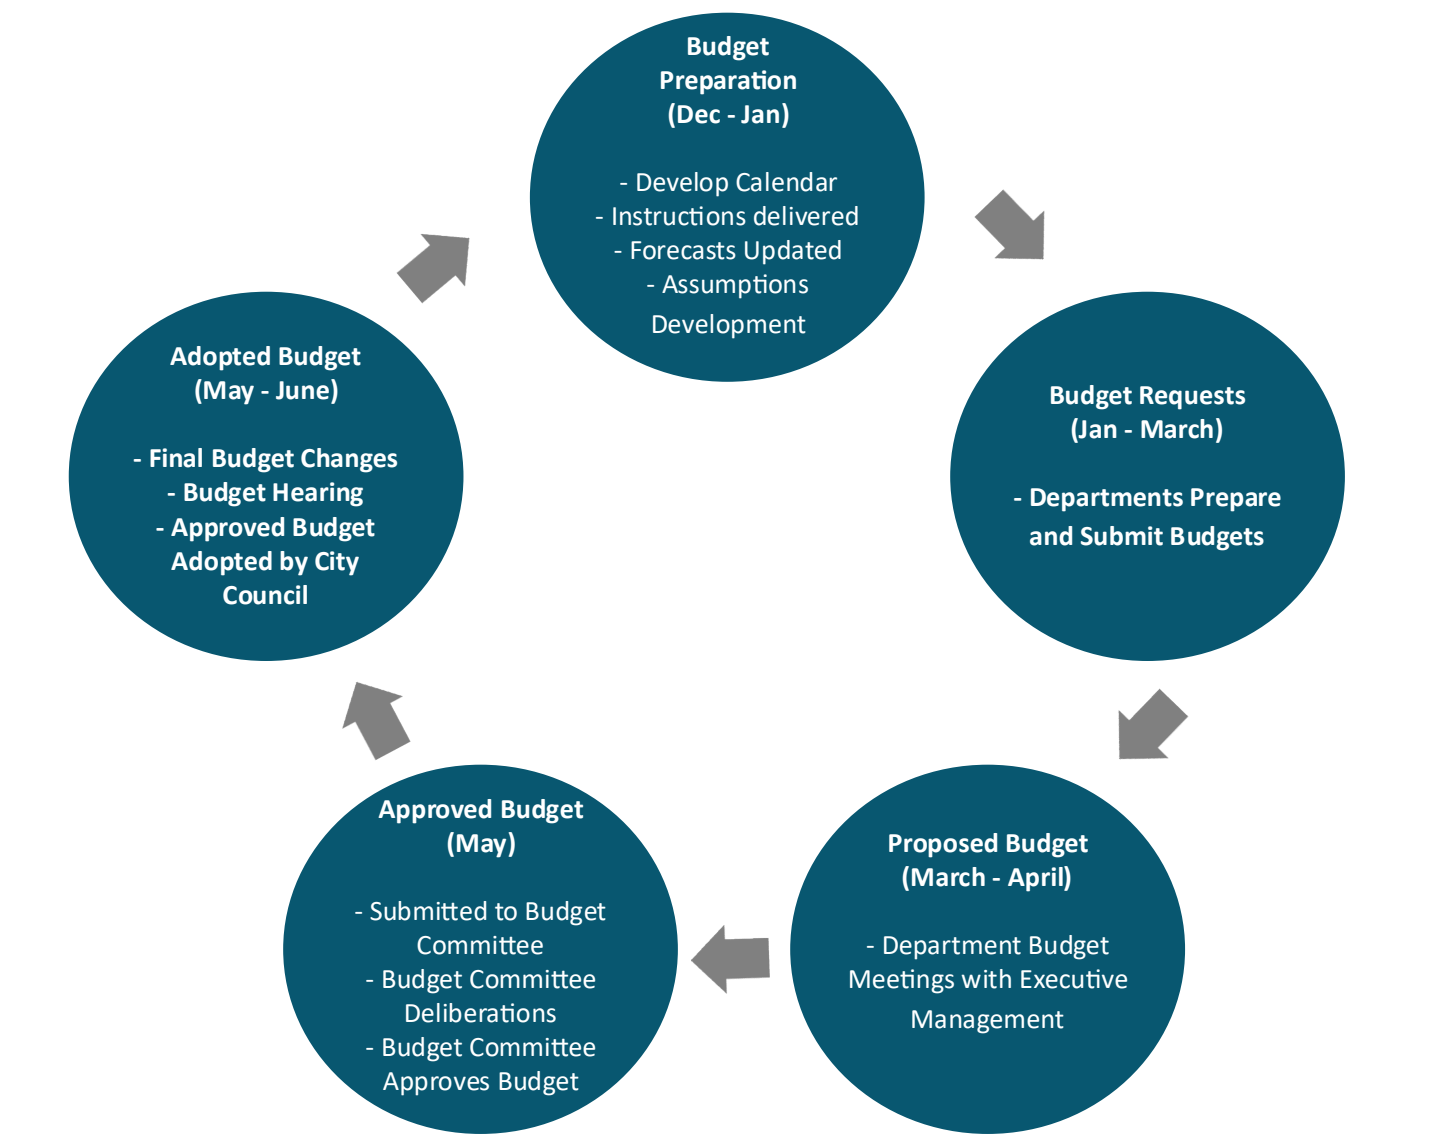 Budget
Preparation
(Dec - Jan)
- Develop Calendar
- Instructions delivered
- Forecasts Updated
- Assumptions
Development
Budget Requests
(Jan - March)
- Departments Prepare
and Submit Budgets
Proposed Budget
(March - April)
- Department Budget
Meetings with Executive
Management
Approved Budget
(May)
- Submitted to Budget
Committee
- Budget Committee
Deliberations
- Budget Committee
Approves Budget
Adopted Budget
(May - June)
- Final Budget Changes
- Budget Hearing
- Approved Budget
Adopted by City
Council